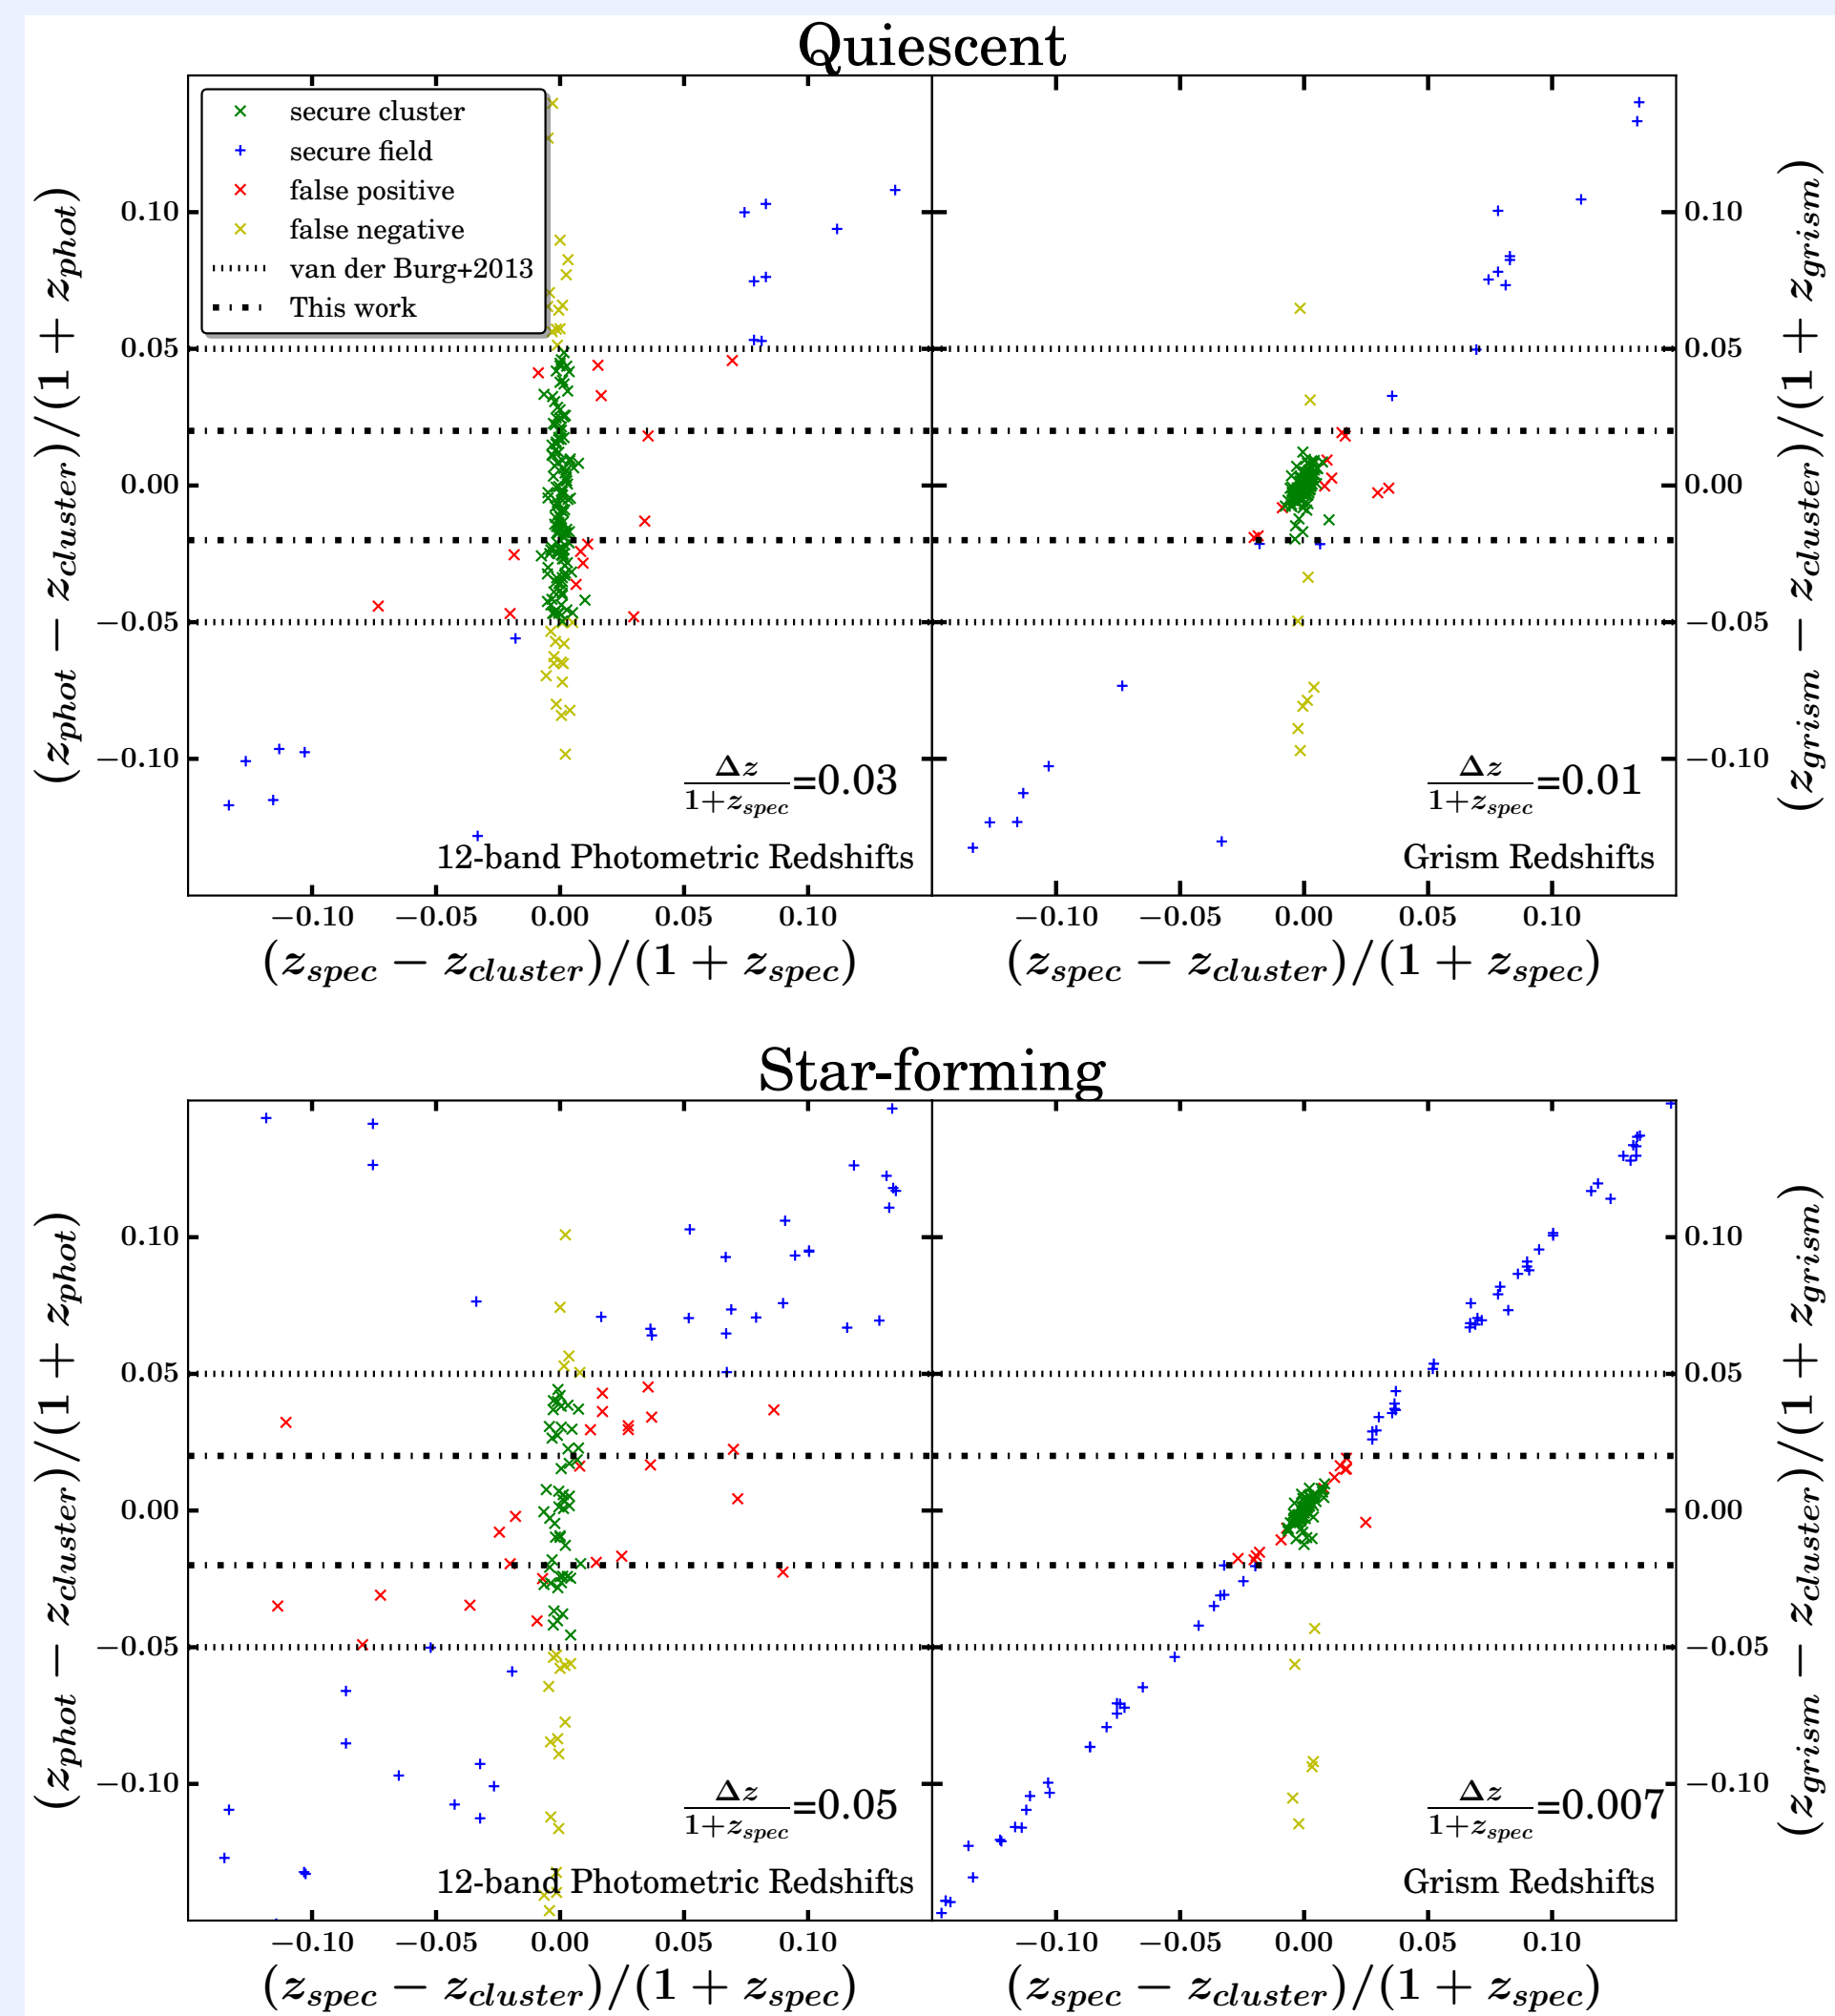 Quiescent
secure cluster
secure field
false positive
false negative
van der Burg+2013
This work
(z_phot − z_cluster)/(1 + z_phot)
0.10
0.05
0.00
−0.05
−0.10
Δz/(1+z_spec)=0.03
12-band Photometric Redshifts
−0.10 −0.05 0.00 0.05 0.10
(z_spec − z_cluster)/(1 + z_spec)
Δz/(1+z_spec)=0.01
Grism Redshifts
−0.10 −0.05 0.00 0.05 0.10
(z_spec − z_cluster)/(1 + z_spec)
0.10
0.05
0.00
−0.05
−0.10
(z_grism − z_cluster)/(1 + z_grism)
Star-forming
(z_phot − z_cluster)/(1 + z_phot)
0.10
0.05
0.00
−0.05
−0.10
Δz/(1+z_spec)=0.05
12-band Photometric Redshifts
−0.10 −0.05 0.00 0.05 0.10
(z_spec − z_cluster)/(1 + z_spec)
Δz/(1+z_spec)=0.007
Grism Redshifts
−0.10 −0.05 0.00 0.05 0.10
(z_spec − z_cluster)/(1 + z_spec)
0.10
0.05
0.00
−0.05
−0.10
(z_grism − z_cluster)/(1 + z_grism)